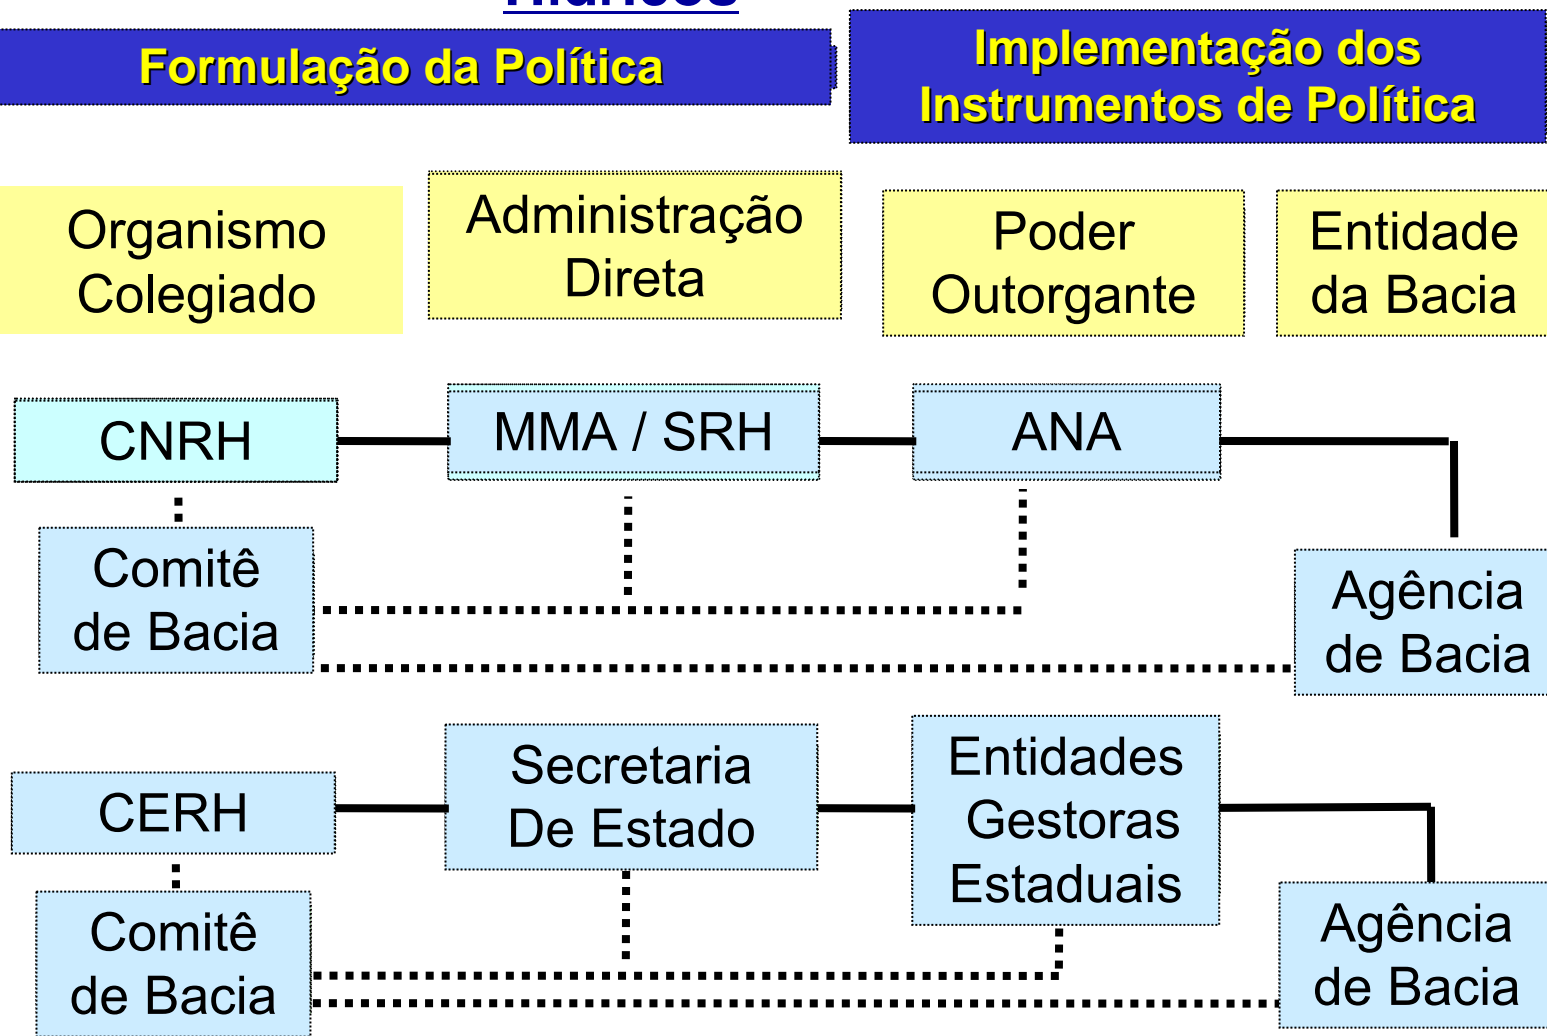 Formulação da Política
Implementação dos
Instrumentos de Política
Organismo
Colegiado
Administração
Direta
Poder
Outorgante
Entidade
da Bacia
CNRH
MMA / SRH
ANA
Comitê
de Bacia
Agência
de Bacia
CERH
Secretaria
De Estado
Entidades
Gestoras
Estaduais
Comitê
de Bacia
Agência
de Bacia